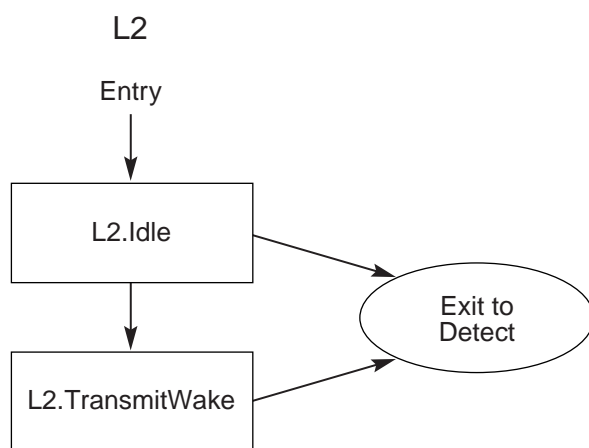 L2
Entry
L2.Idle
Exit to
Detect
L2.TransmitWake